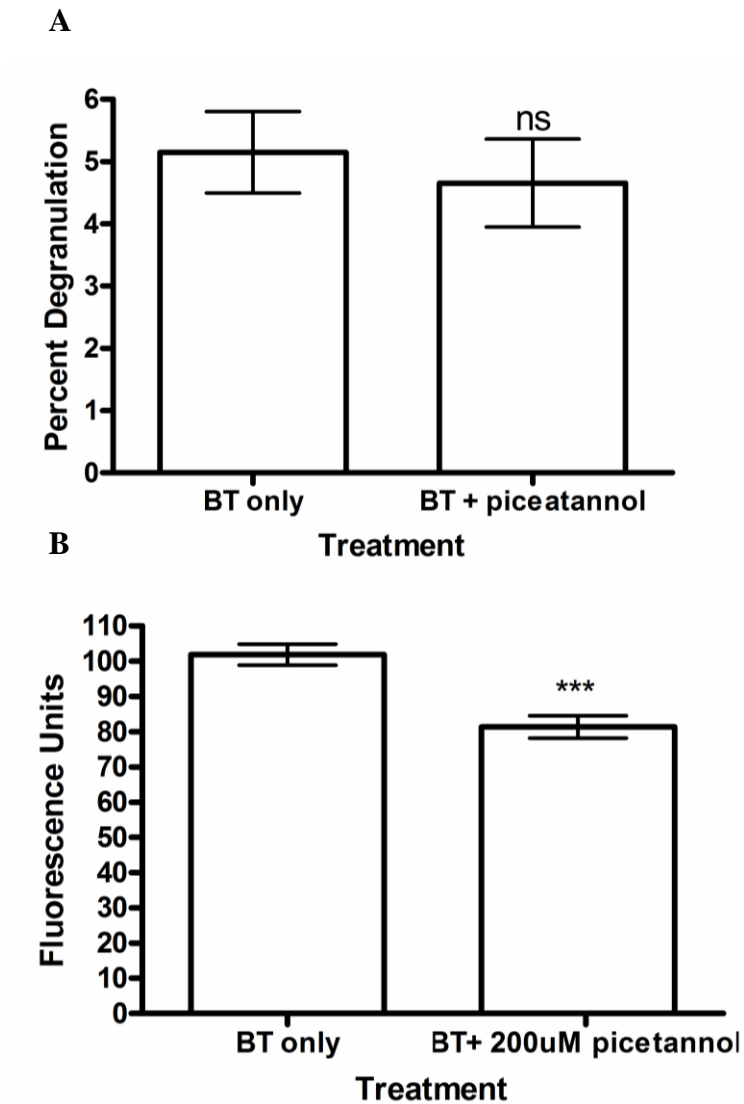 A
6
ns
5
4
3
2
1
0
Percent Degranulation
BT only BT + piceatannol
Treatment
B
110
100
90
***
80
70
60
50
40
30
20
10
0
Fluorescence Units
BT only BT+ 200uM picetannol
Treatment